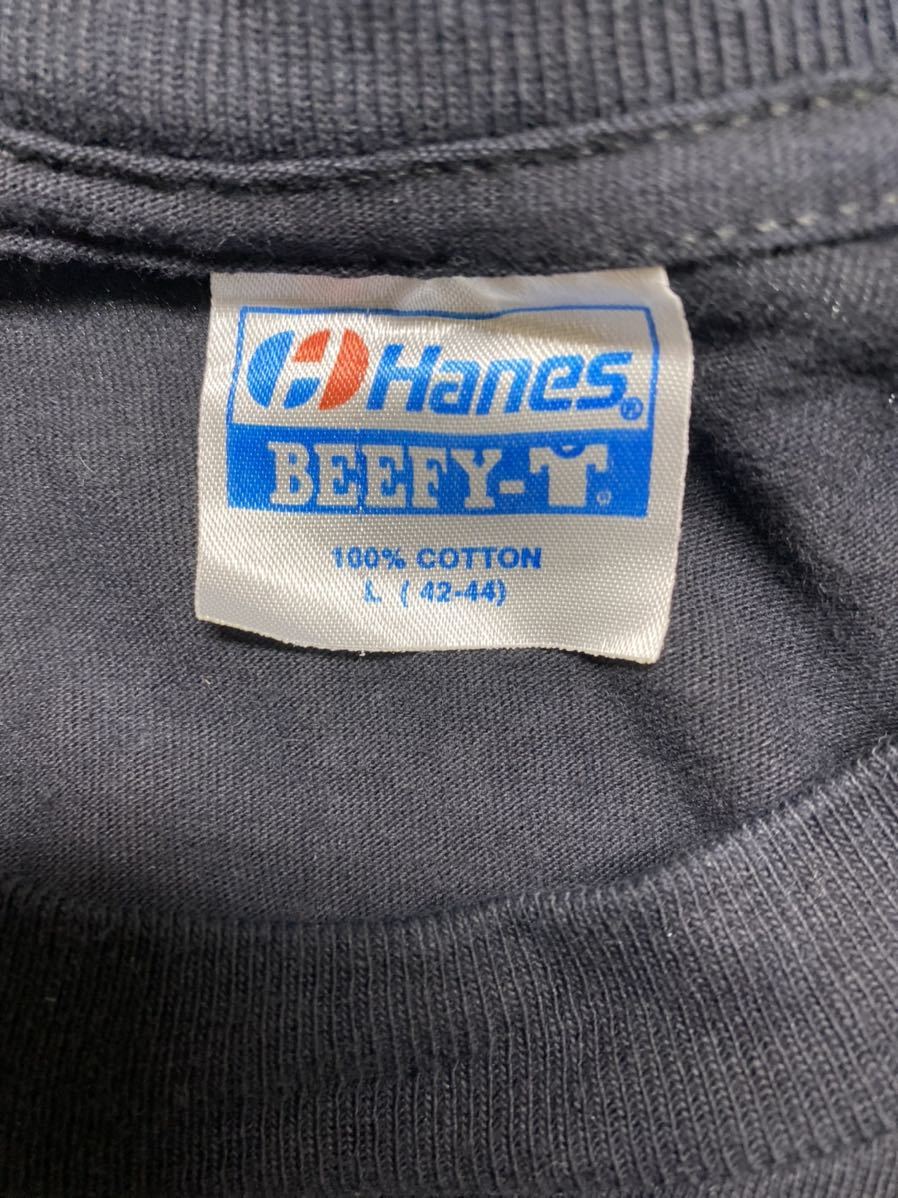 Hanes®
BEEFY-T®
100% COTTON
L (42-44)